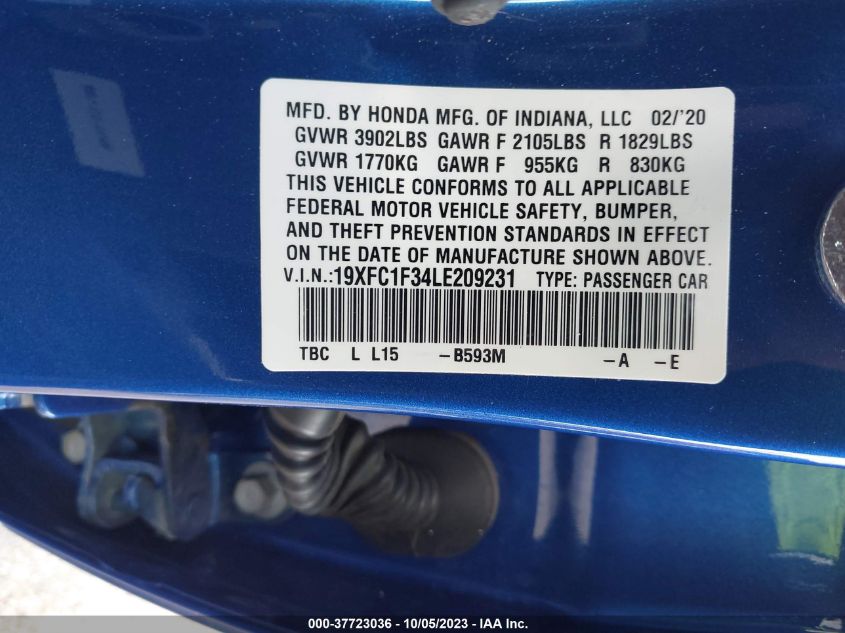 MFD. BY HONDA MFG. OF INDIANA, LLC 02/'20
GVWR 3902LBS GAWR F 2105LBS R 1829LBS
GVWR 1770KG GAWR F 955KG R 830KG
THIS VEHICLE CONFORMS TO ALL APPLICABLE
FEDERAL MOTOR VEHICLE SAFETY, BUMPER,
AND THEFT PREVENTION STANDARDS IN EFFECT
ON THE DATE OF MANUFACTURE SHOWN ABOVE.
V.I.N.:19XFC1F34LE209231 TYPE: PASSENGER CAR
TBC L L15 -B593M -A -E
000-37723036 - 10/05/2023 - IAA Inc.